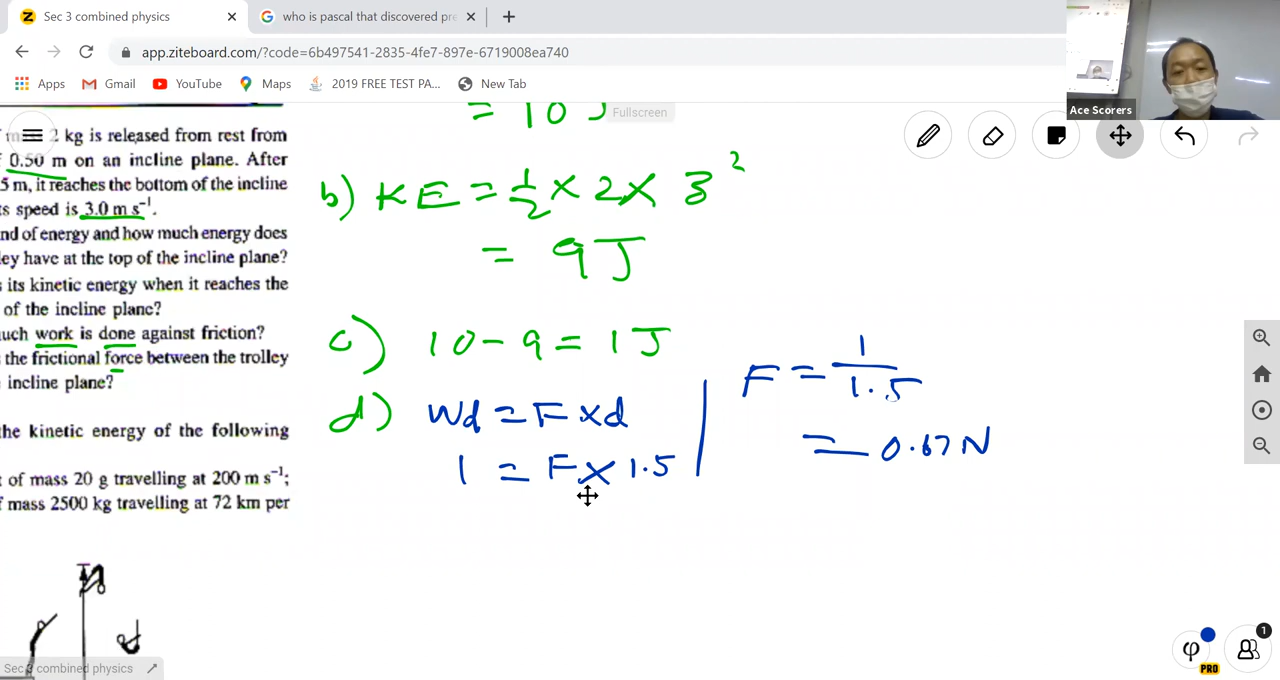 Sec 3 combined physics
who is pascal that discovered pre
app.ziteboard.com/?code=6b497541-2835-4fe7-897e-6719008ea740
Apps
Gmail
YouTube
Maps
2019 FREE TEST PA...
New Tab
Ace Scorers
Fullscreen
2 kg is released from rest from
0.50 m on an incline plane. After
5 m, it reaches the bottom of the incline
ts speed is 3.0 m s⁻¹.
nd of energy and how much energy does
ley have at the top of the incline plane?
s its kinetic energy when it reaches the
of the incline plane?
uch work is done against friction?
the frictional force between the trolley
incline plane?
the kinetic energy of the following
t of mass 20 g travelling at 200 m s⁻¹;
f mass 2500 kg travelling at 72 km per
= 10 J
b) KE = 1/2 × 2 × 3²
= 9 J
c) 10 - 9 = 1 J
d) Wd = F × d
1 = F × 1.5
F = 1/1.5
= 0.67 N
d
Sec 3 combined physics
φ
PRO
1